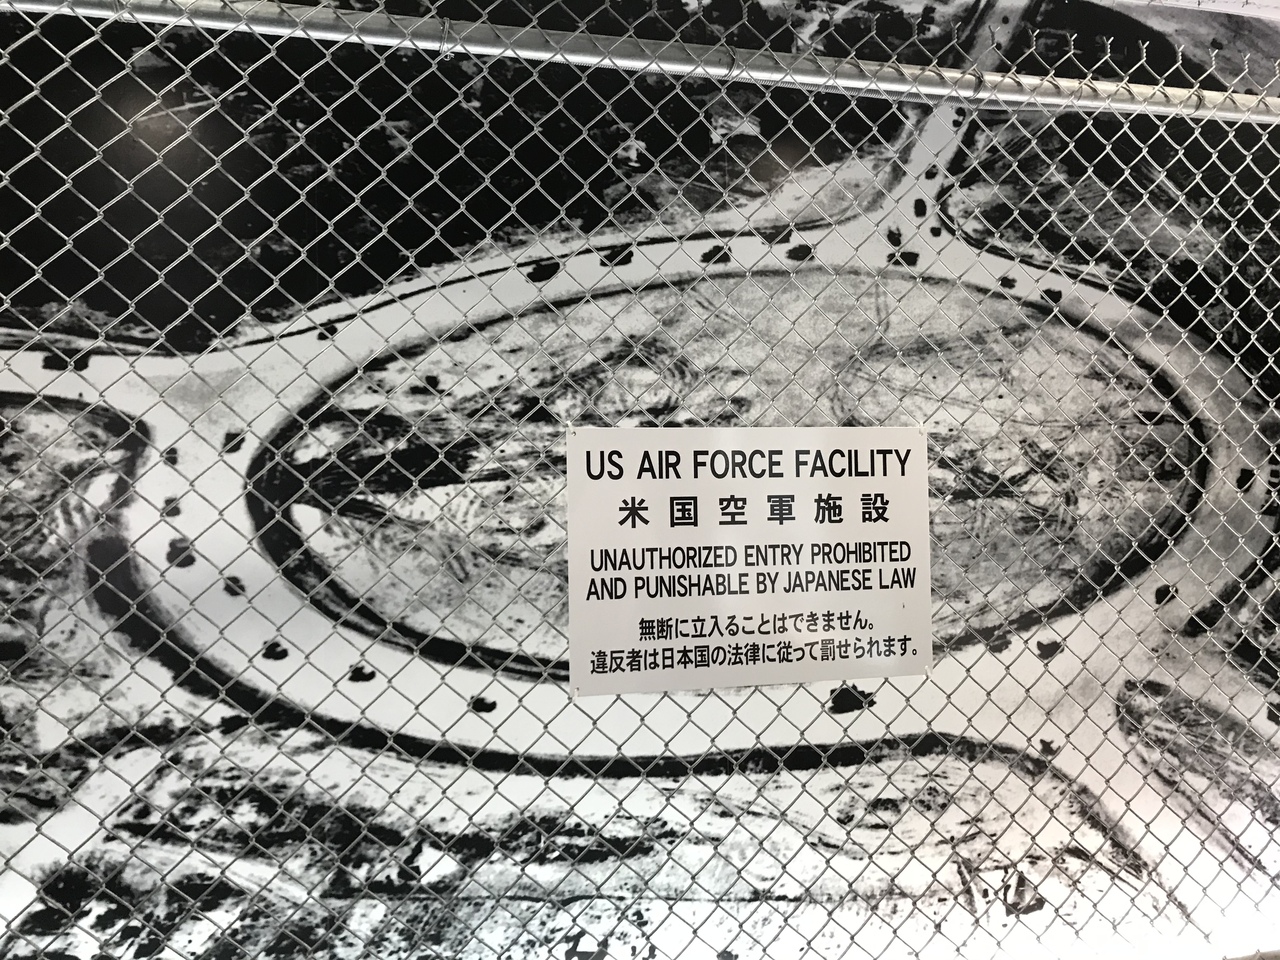 US AIR FORCE FACILITY
米国空軍施設
UNAUTHORIZED ENTRY PROHIBITED
AND PUNISHABLE BY JAPANESE LAW
無断に立入ることはできません。
違反者は日本国の法律に従って罰せられます。